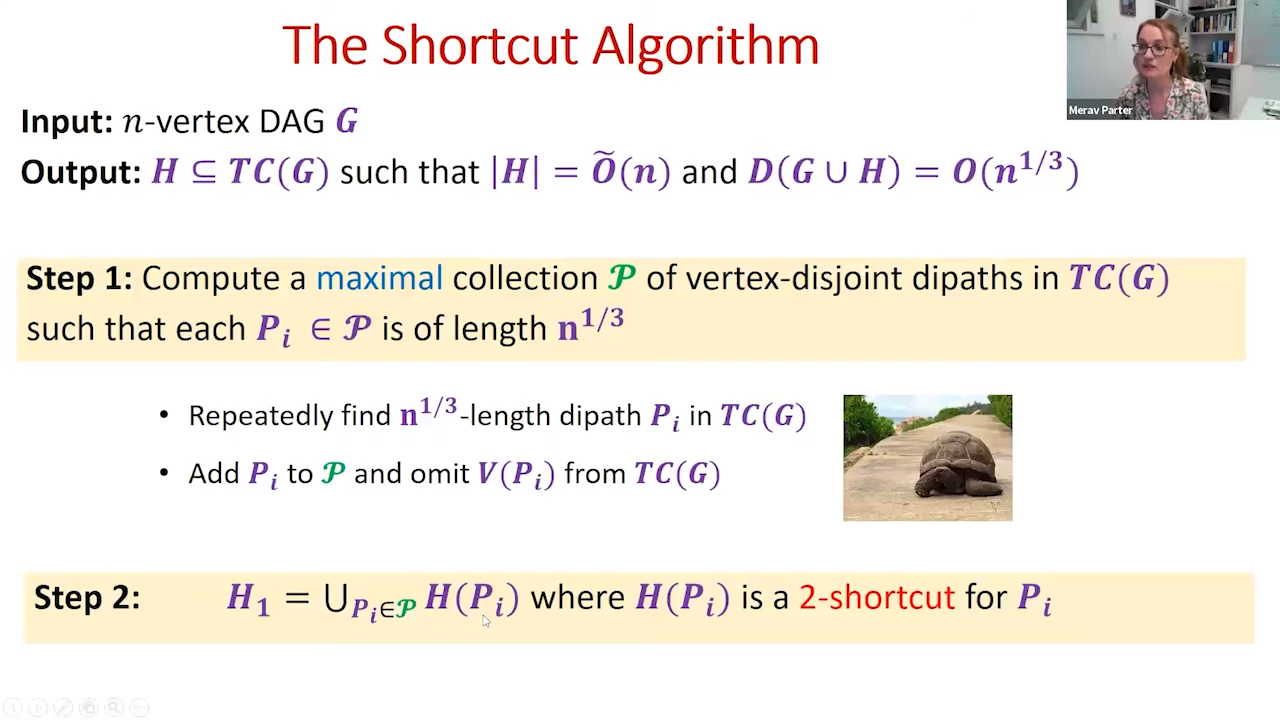 The Shortcut Algorithm
Merav Parter
Input: n-vertex DAG G
Output: H ⊆ TC(G) such that |H| = Õ(n) and D(G ∪ H) = O(n^{1/3})
Step 1: Compute a maximal collection 𝒫 of vertex-disjoint dipaths in TC(G)
such that each P_i ∈ 𝒫 is of length n^{1/3}
• Repeatedly find n^{1/3}-length dipath P_i in TC(G)
• Add P_i to 𝒫 and omit V(P_i) from TC(G)
Step 2: H_1 = ⋃_{P_i∈𝒫} H(P_i) where H(P_i) is a 2-shortcut for P_i